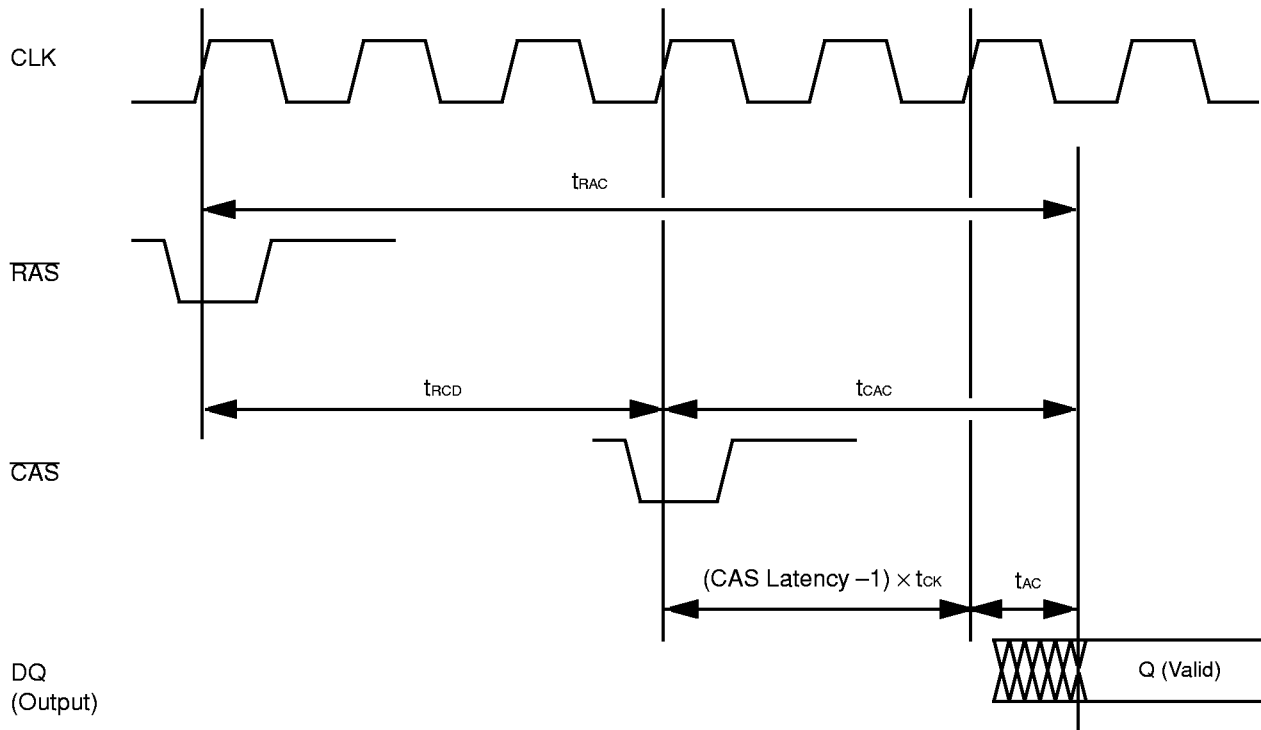 CLK
tRAC
RAS
tRCD
tCAC
CAS
(CAS Latency –1) × tCK
tAC
DQ
(Output)
Q (Valid)